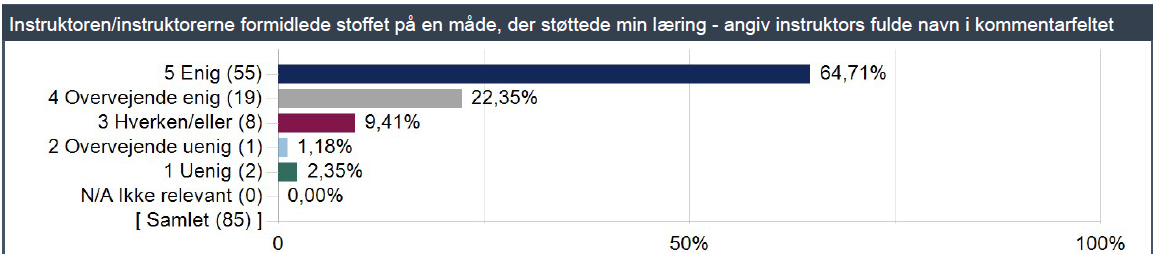 Instruktoren/instruktorerne formidlede stoffet på en måde, der støttede min læring - angiv instruktors fulde navn i kommentarfeltet
5 Enig (55) 64,71%
4 Overvejende enig (19) 22,35%
3 Hverken/eller (8) 9,41%
2 Overvejende uenig (1) 1,18%
1 Uenig (2) 2,35%
N/A Ikke relevant (0) 0,00%
[ Samlet (85) ]
0 50% 100%